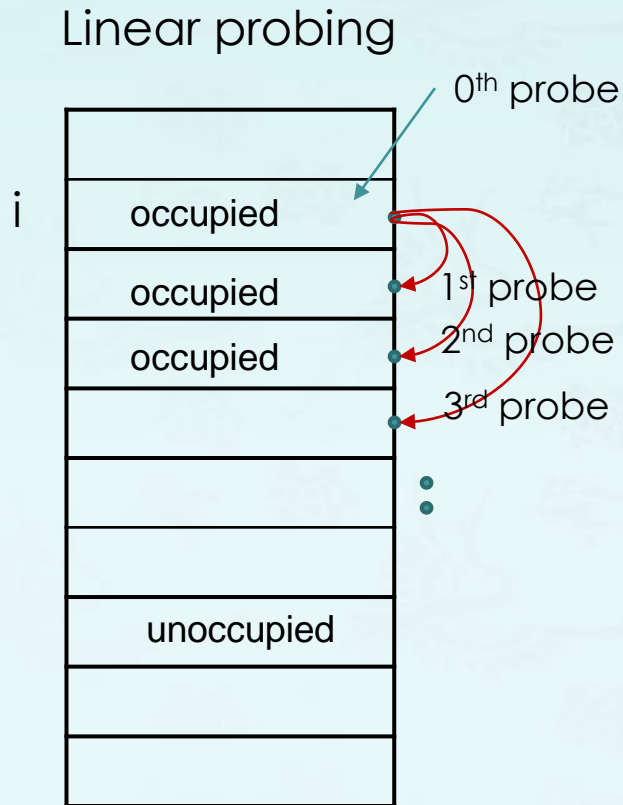 Linear probing
0th probe
i
occupied
occupied
1st probe
occupied
2nd probe
3rd probe
unoccupied